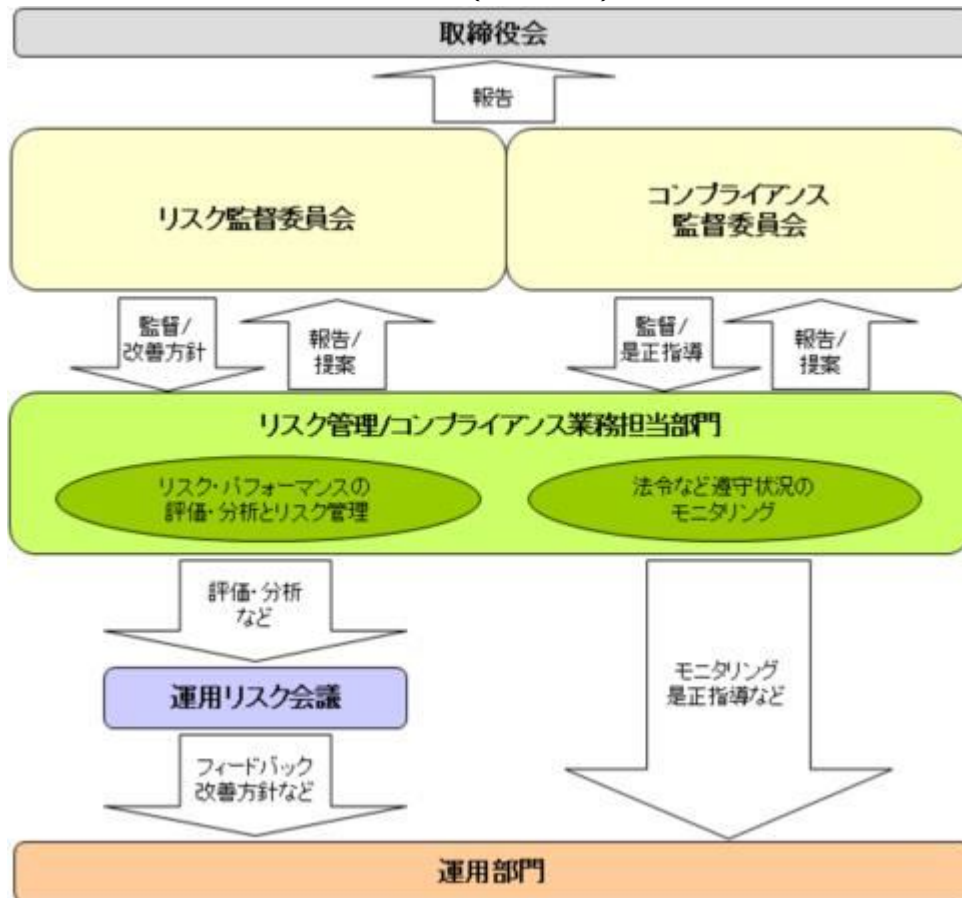 取締役会
報告
リスク監督委員会
コンプライアンス
監督委員会
監督/
改善方針
報告/
提案
監督/
是正指導
報告/
提案
リスク管理/コンプライアンス業務担当部門
リスク・パフォーマンスの
評価・分析とリスク管理
法令など遵守状況の
モニタリング
評価・分析
など
運用リスク会議
モニタリング
是正指導など
フィードバック
改善方針など
運用部門